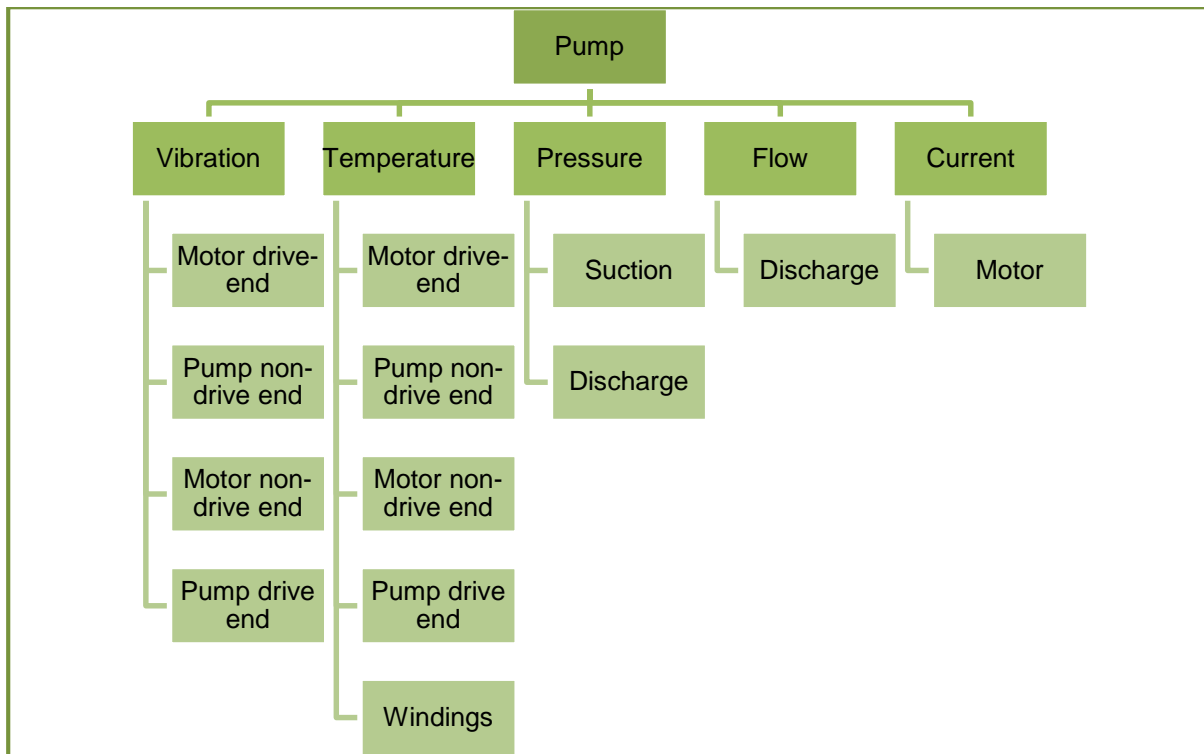 Pump
Vibration
Temperature
Pressure
Flow
Current
Motor drive-
end
Motor drive-
end
Suction
Discharge
Motor
Pump non-
drive end
Pump non-
drive end
Discharge
Motor non-
drive end
Motor non-
drive end
Pump drive
end
Pump drive
end
Windings